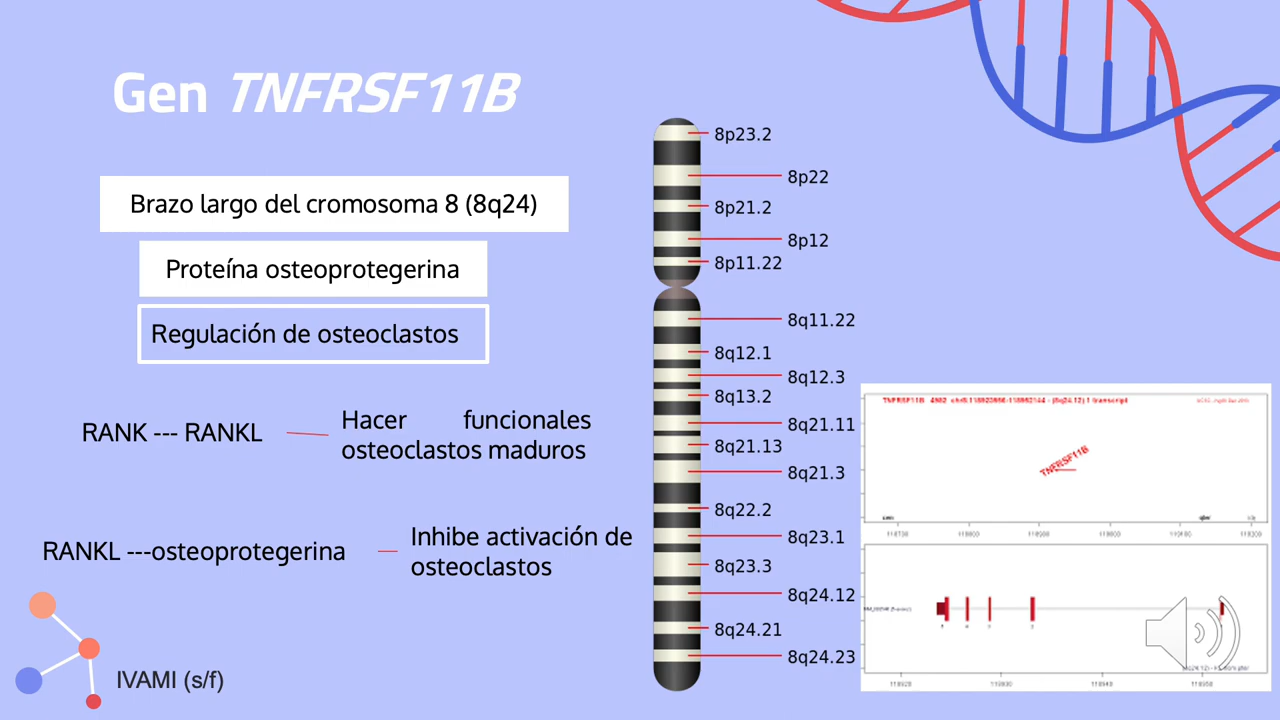 Gen TNFRSF11B
Brazo largo del cromosoma 8 (8q24)
Proteína osteoprotegerina
Regulación de osteoclastos
RANK --- RANKL
Hacer funcionales
osteoclastos maduros
RANKL ---osteoprotegerina
Inhibe activación de
osteoclastos
IVAMI (s/f)
8p23.2
8p22
8p21.2
8p12
8p11.22
8q11.22
8q12.1
8q12.3
8q13.2
8q21.11
8q21.13
8q21.3
8q22.2
8q23.1
8q23.3
8q24.12
8q24.21
8q24.23
TNFRSF11B
TNFRSF11B